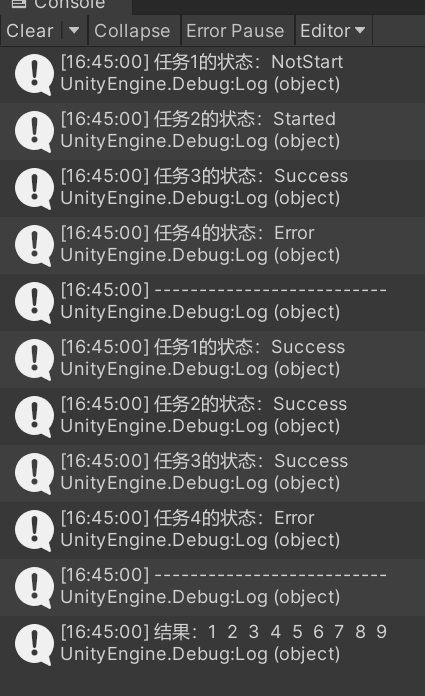 Console
Clear Collapse Error Pause Editor
[16:45:00] 任务1的状态：NotStart
UnityEngine.Debug:Log (object)
[16:45:00] 任务2的状态：Started
UnityEngine.Debug:Log (object)
[16:45:00] 任务3的状态：Success
UnityEngine.Debug:Log (object)
[16:45:00] 任务4的状态：Error
UnityEngine.Debug:Log (object)
[16:45:00] --------------------------
UnityEngine.Debug:Log (object)
[16:45:00] 任务1的状态：Success
UnityEngine.Debug:Log (object)
[16:45:00] 任务2的状态：Success
UnityEngine.Debug:Log (object)
[16:45:00] 任务3的状态：Success
UnityEngine.Debug:Log (object)
[16:45:00] 任务4的状态：Error
UnityEngine.Debug:Log (object)
[16:45:00] --------------------------
UnityEngine.Debug:Log (object)
[16:45:00] 结果：1 2 3 4 5 6 7 8 9
UnityEngine.Debug:Log (object)